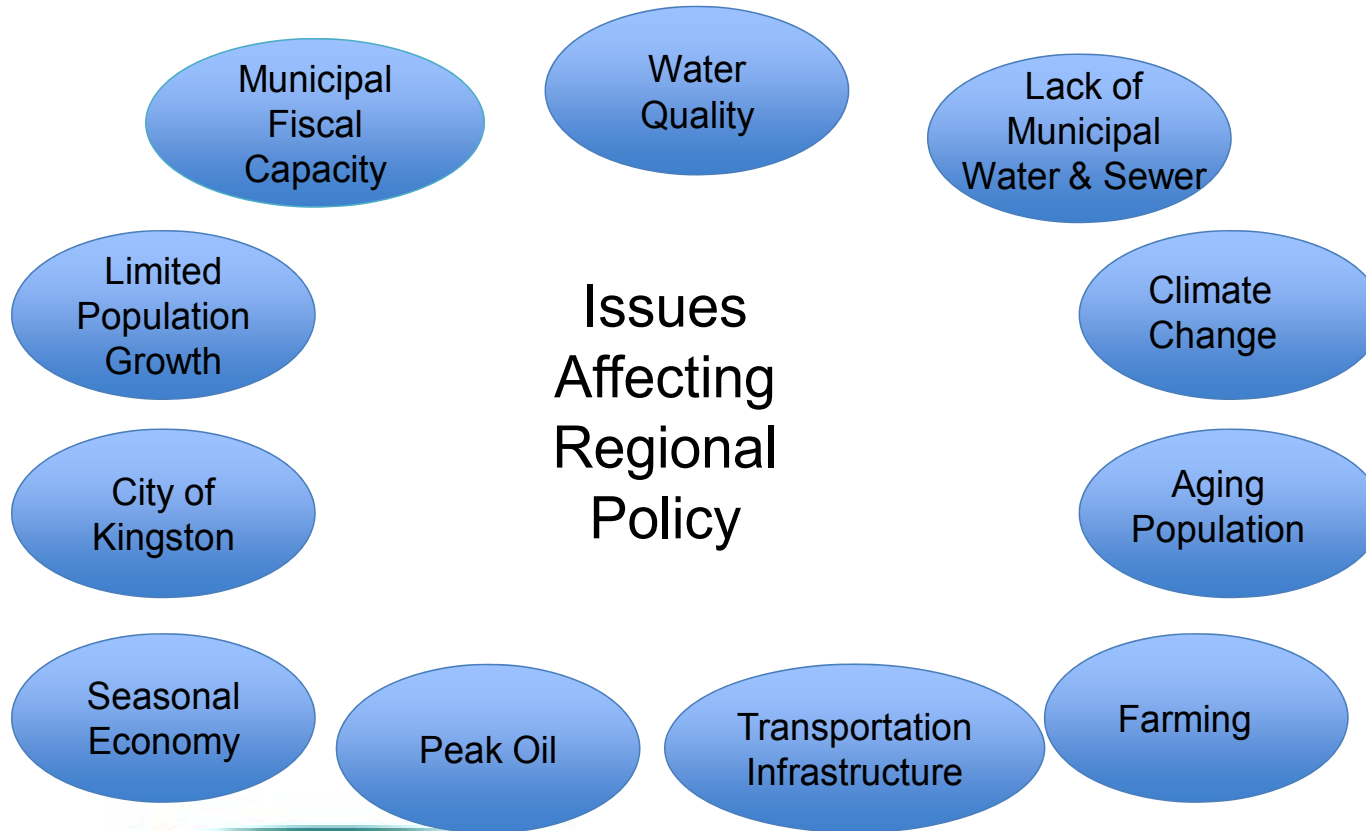 Municipal
Fiscal
Capacity
Water
Quality
Lack of
Municipal
Water & Sewer
Limited
Population
Growth
Issues
Affecting
Regional
Policy
Climate
Change
City of
Kingston
Aging
Population
Seasonal
Economy
Peak Oil
Transportation
Infrastructure
Farming